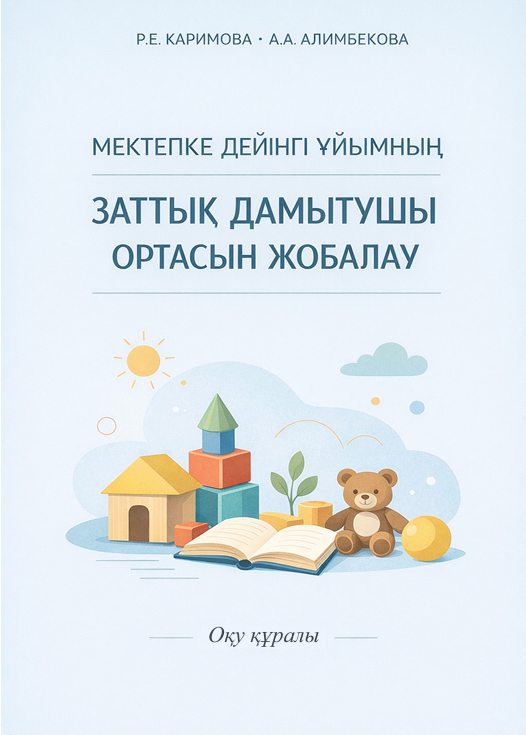 Р.Е. КАРИМОВА • А.А. АЛИМБЕКОВА
МЕКТЕПКЕ ДЕЙІНГІ ҰЙЫМНЫҢ
ЗАТТЫҚ ДАМЫТУШЫ
ОРТАСЫН ЖОБАЛАУ
Оқу құралы